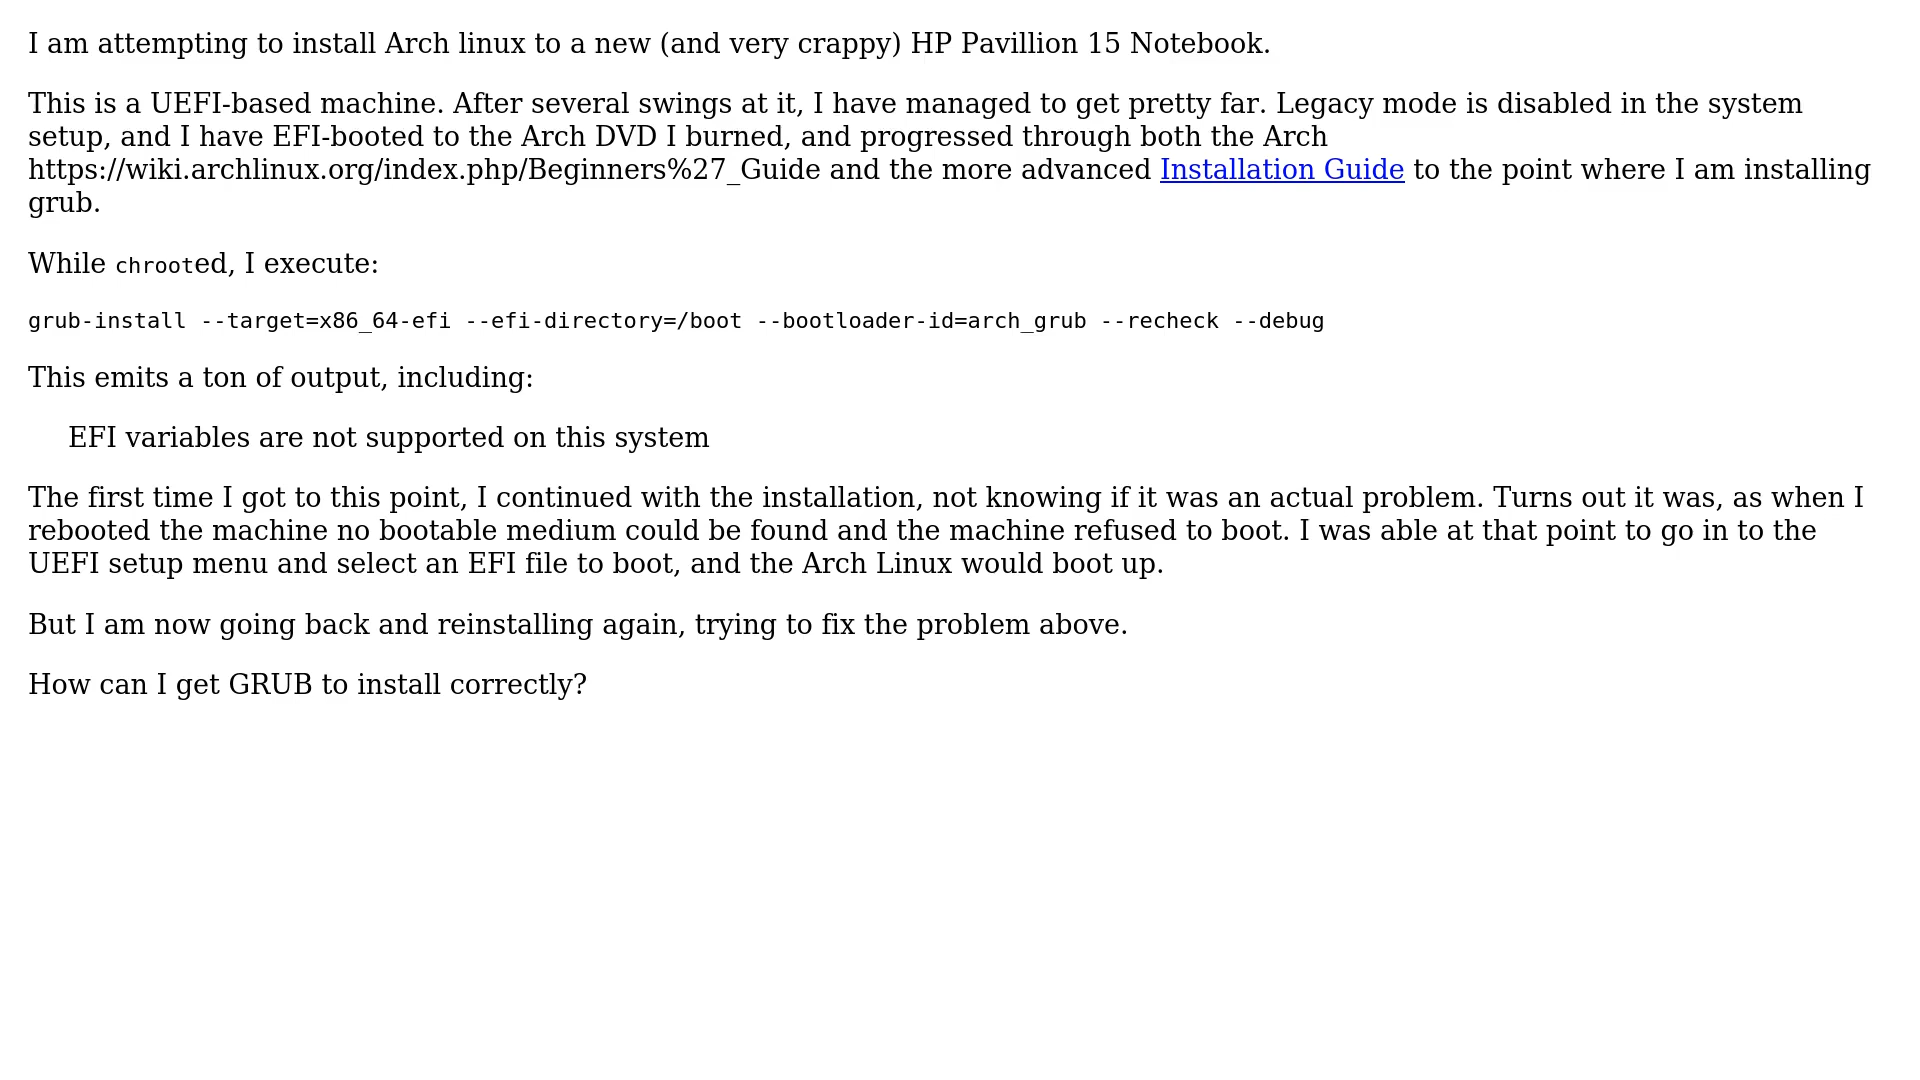 I am attempting to install Arch linux to a new (and very crappy) HP Pavillion 15 Notebook.
This is a UEFI-based machine. After several swings at it, I have managed to get pretty far. Legacy mode is disabled in the system
setup, and I have EFI-booted to the Arch DVD I burned, and progressed through both the Arch
https://wiki.archlinux.org/index.php/Beginners%27_Guide and the more advanced Installation Guide to the point where I am installing
grub.
While chrooted, I execute:
grub-install --target=x86_64-efi --efi-directory=/boot --bootloader-id=arch_grub --recheck --debug
This emits a ton of output, including:
EFI variables are not supported on this system
The first time I got to this point, I continued with the installation, not knowing if it was an actual problem. Turns out it was, as when I
rebooted the machine no bootable medium could be found and the machine refused to boot. I was able at that point to go in to the
UEFI setup menu and select an EFI file to boot, and the Arch Linux would boot up.
But I am now going back and reinstalling again, trying to fix the problem above.
How can I get GRUB to install correctly?